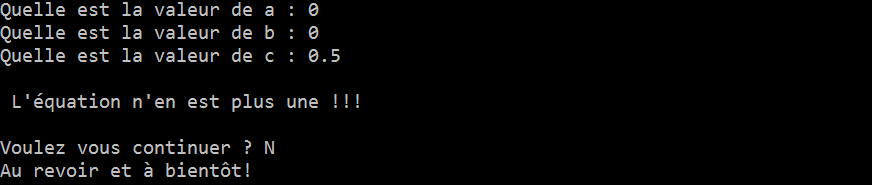 Quelle est la valeur de a : 0
Quelle est la valeur de b : 0
Quelle est la valeur de c : 0.5
L'équation n'en est plus une !!!
Voulez vous continuer ? N
Au revoir et à bientôt!